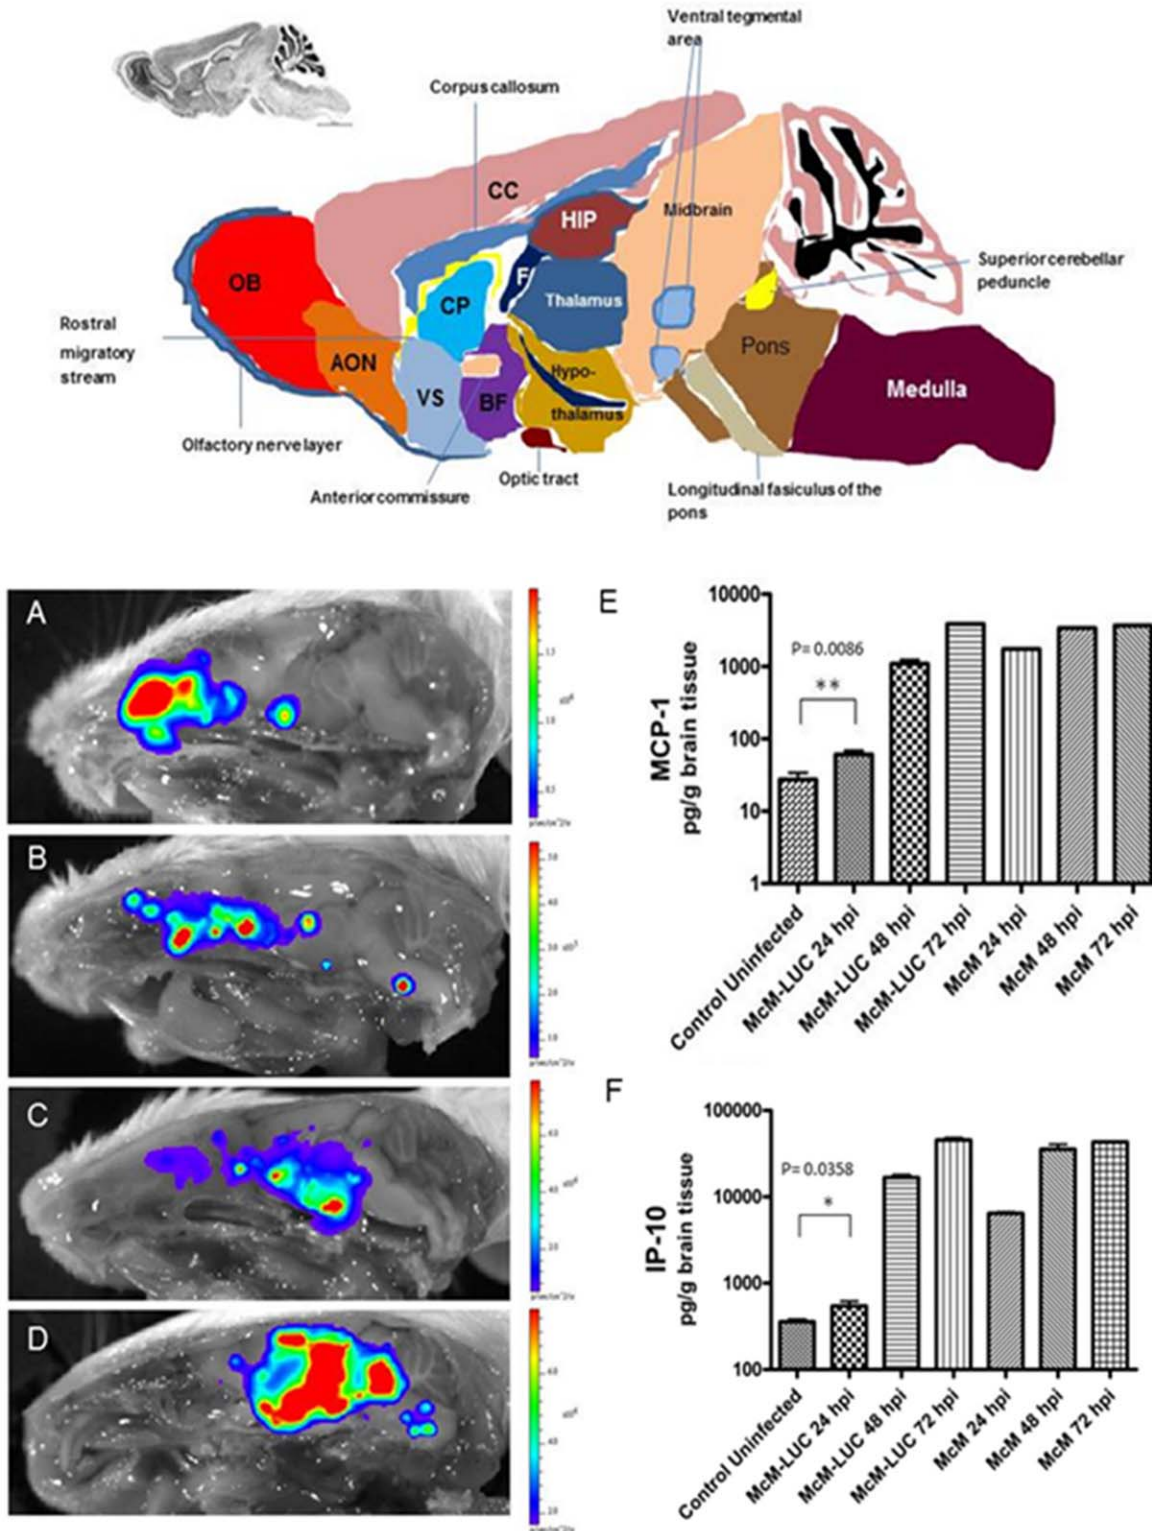 Ventral tegmental
area
Corpus callosum
CC
HIP
Midbrain
OB
F
CP
Thalamus
Superior cerebellar
peduncle
Rostral
migratory
stream
AON
VS
BF
Hypo-
thalamus
Pons
Medulla
Olfactory nerve layer
Anterior commissure
Optic tract
Longitudinal fasiculus of the
pons
A
B
C
D
E
10000
1000
100
10
1
MCP-1
pg/g brain tissue
P= 0.0086
**
Control Uninfected
McM-LUC 24 hpi
McM-LUC 48 hpi
McM-LUC 72 hpi
McM 24 hpi
McM 48 hpi
McM 72 hpi
F
100000
10000
1000
100
IP-10
pg/g brain tissue
P= 0.0358
*
Control Uninfected
McM-LUC 24 hpi
McM-LUC 48 hpi
McM-LUC 72 hpi
McM 24 hpi
McM 48 hpi
McM 72 hpi